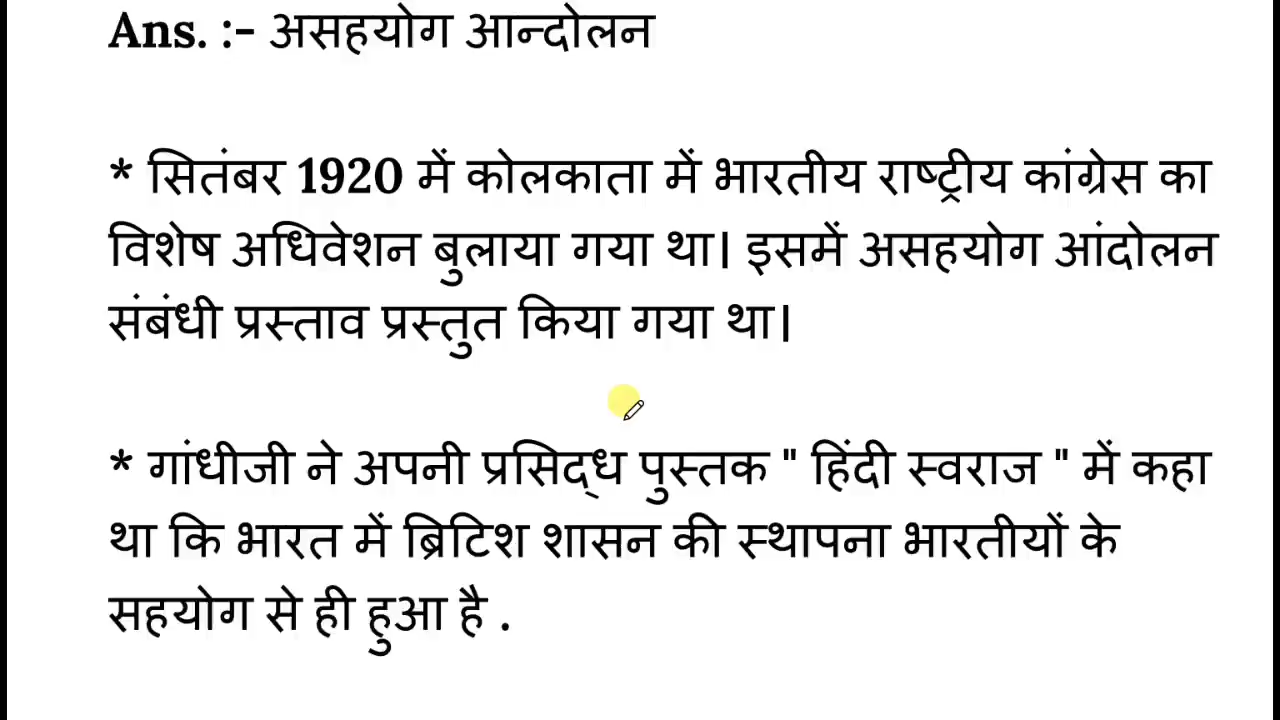 Ans. :- असहयोग आन्दोलन
* सितंबर 1920 में कोलकाता में भारतीय राष्ट्रीय कांग्रेस का
विशेष अधिवेशन बुलाया गया था। इसमें असहयोग आंदोलन
संबंधी प्रस्ताव प्रस्तुत किया गया था।
* गांधीजी ने अपनी प्रसिद्ध पुस्तक " हिंदी स्वराज " में कहा
था कि भारत में ब्रिटिश शासन की स्थापना भारतीयों के
सहयोग से ही हुआ है .